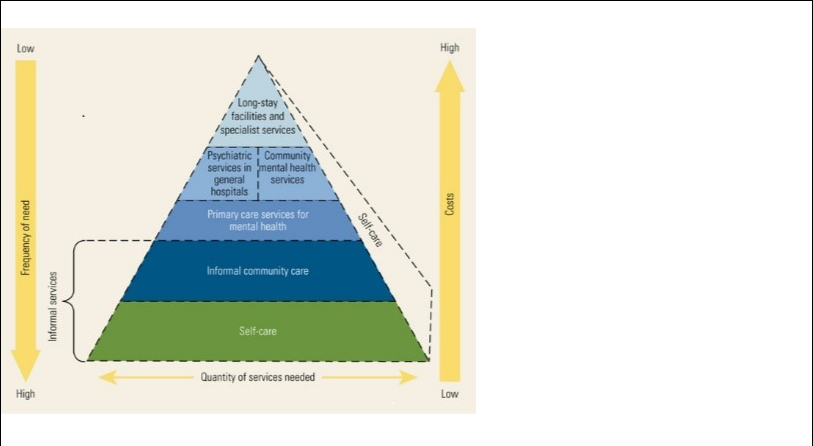 Low
High
Long-stay
facilities and
specialist services
Psychiatric
services in
general
hospitals
Community
mental health
services
Primary care services for
mental health
Self-care
Frequency of need
Costs
Informal services
Informal community care
Self-care
Quantity of services needed
High
Low